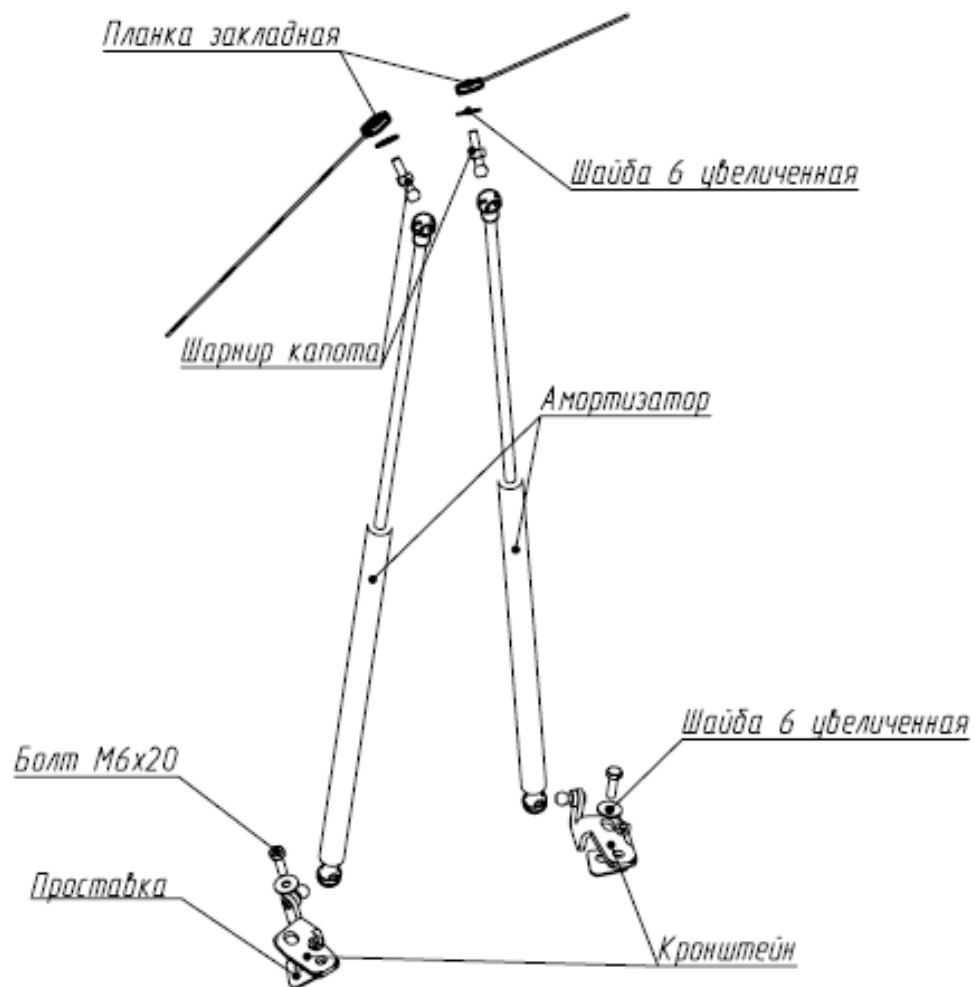 Планка закладная
Шайба 6 увеличенная
Шарнир капота
Амортизатор
Шайба 6 увеличенная
Болт М6х20
Проставка
Кронштейн